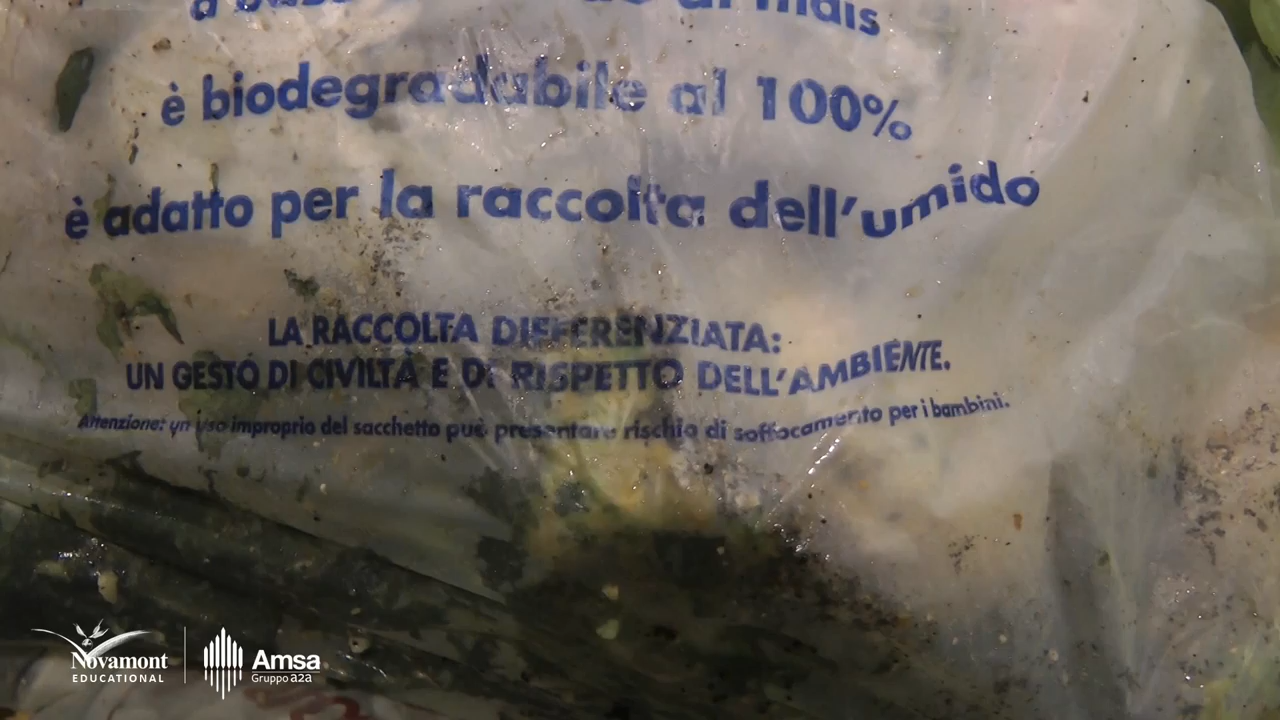 di mais
è biodegradabile al 100%
è adatto per la raccolta dell'umido
LA RACCOLTA DIFFERENZIATA:
UN GESTO DI CIVILTÀ E DI RISPETTO DELL'AMBIENTE.
Attenzione: un uso improprio del sacchetto può presentare rischio di soffocamento per i bambini.
Novamont
EDUCATIONAL
Amsa
Gruppo a2a